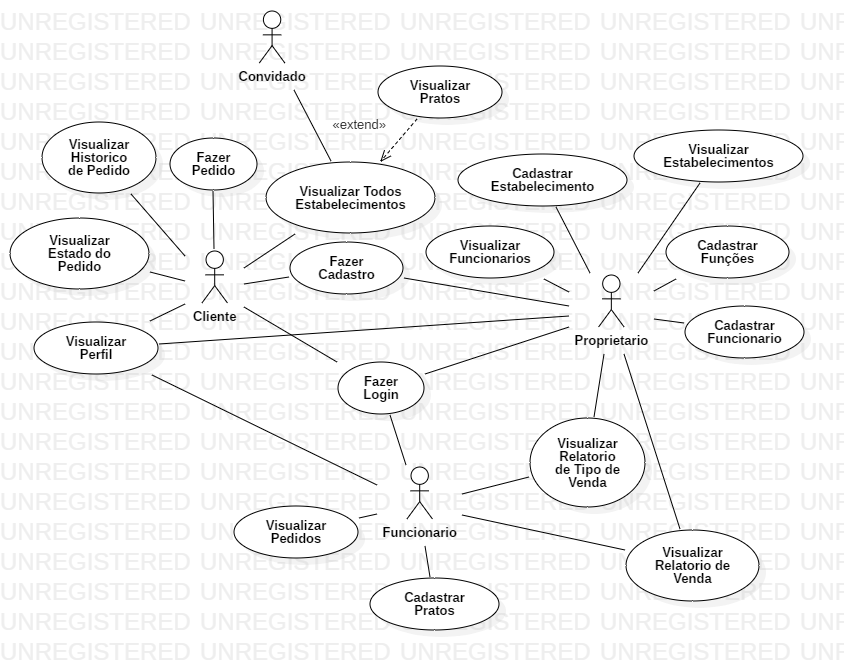 Convidado
Visualizar
Pratos
«extend»
Visualizar
Historico
de Pedido
Fazer
Pedido
Visualizar Todos
Estabelecimentos
Cadastrar
Estabelecimento
Visualizar
Estabelecimentos
Visualizar
Estado do
Pedido
Cliente
Fazer
Cadastro
Visualizar
Funcionarios
Cadastrar
Funções
Visualizar
Perfil
Proprietario
Cadastrar
Funcionario
Fazer
Login
Visualizar
Relatorio
de Tipo de
Venda
Visualizar
Pedidos
Funcionario
Visualizar
Relatorio de
Venda
Cadastrar
Pratos
UNREGISTERED